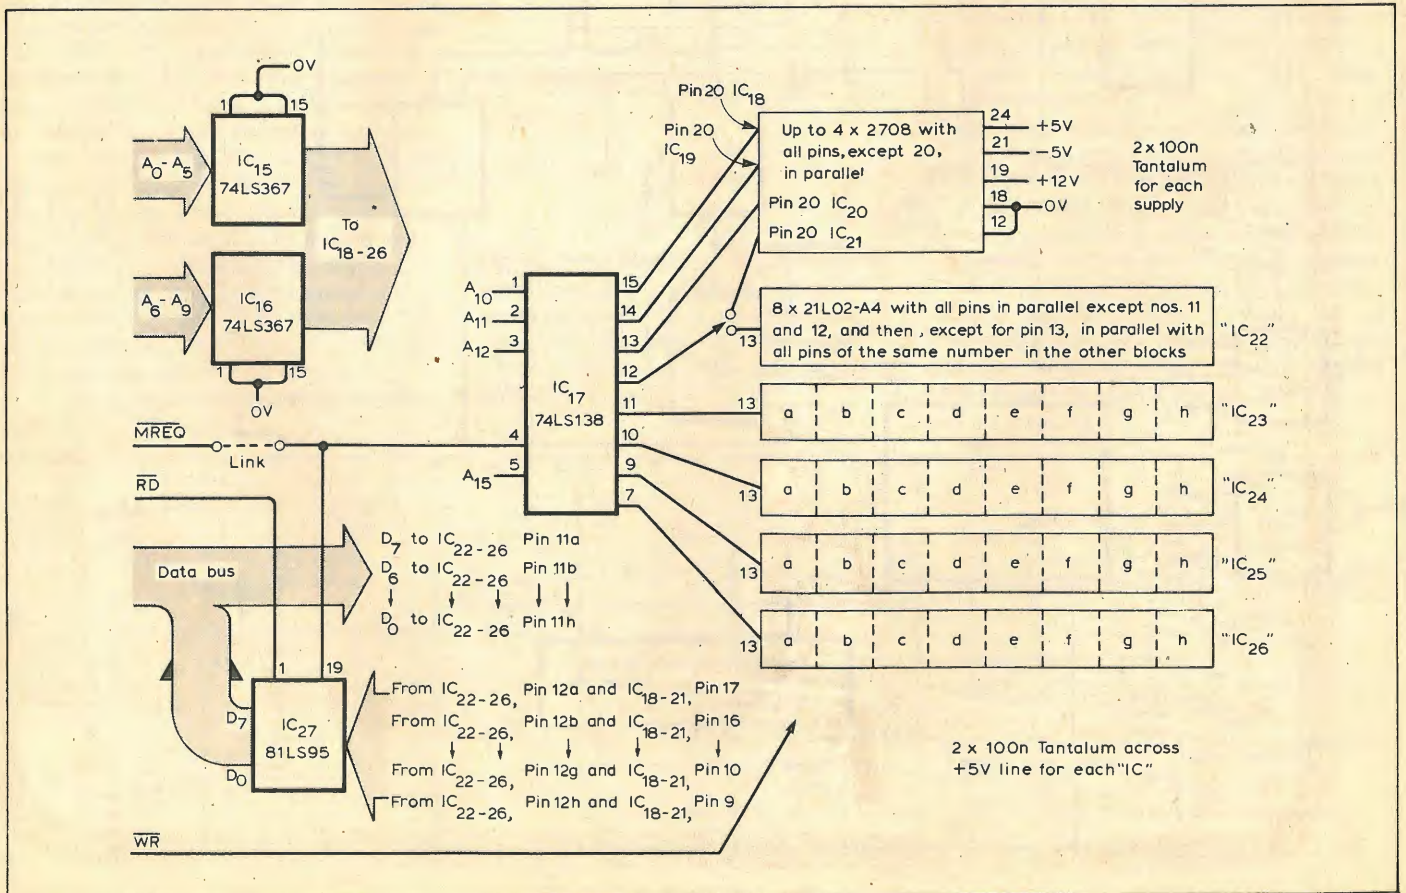 0V
1 15
IC15
74LS367
A0-A5
To
IC18-26
IC16
74LS367
A6-A9
1 15
0V
MREQ
Link
RD
Data bus
D7 to IC22-26 Pin 11a
D6 to IC22-26 Pin 11b
D0 to IC22-26 Pin 11h
1 19
D7
IC27
81LS95
D0
From IC22-26, Pin 12a and IC18-21, Pin 17
From IC22-26, Pin 12b and IC18-21, Pin 16
From IC22-26, Pin 12g and IC18-21, Pin 10
From IC22-26, Pin 12h and IC18-21, Pin 9
WR
A10 1
A11 2
A12 3
4
A15 5
IC17
74LS138
15
14
13
12
11
10
9
7
Pin 20 IC18
Pin 20
IC19
Up to 4 x 2708 with
all pins, except 20,
in parallel
Pin 20 IC20
Pin 20 IC21
24 +5V
21 -5V
19 +12V
18 0V
12
2 x 100n
Tantalum
for each
supply
13
8 x 21L02-A4 with all pins in parallel except nos. 11
and 12, and then, except for pin 13, in parallel with
all pins of the same number in the other blocks
"IC22"
13 a b c d e f g h "IC23"
13 a b c d e f g h "IC24"
13 a b c d e f g h "IC25"
13 a b c d e f g h "IC26"
2 x 100n Tantalum across
+5V line for each "IC"